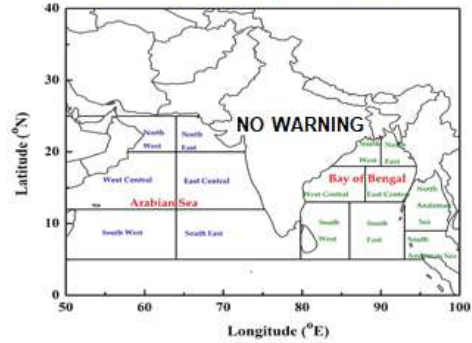 40
30
20
10
0
Latitude (°N)
NO WARNING
North
West
North
East
West Central
East Central
Arabian Sea
South West
South East
North
West
North
East
Bay of Bengal
West Central
East Central
South
West
South
East
North
Andaman
Sea
South
Andaman Sea
50 60 70 80 90 100
Longitude (°E)